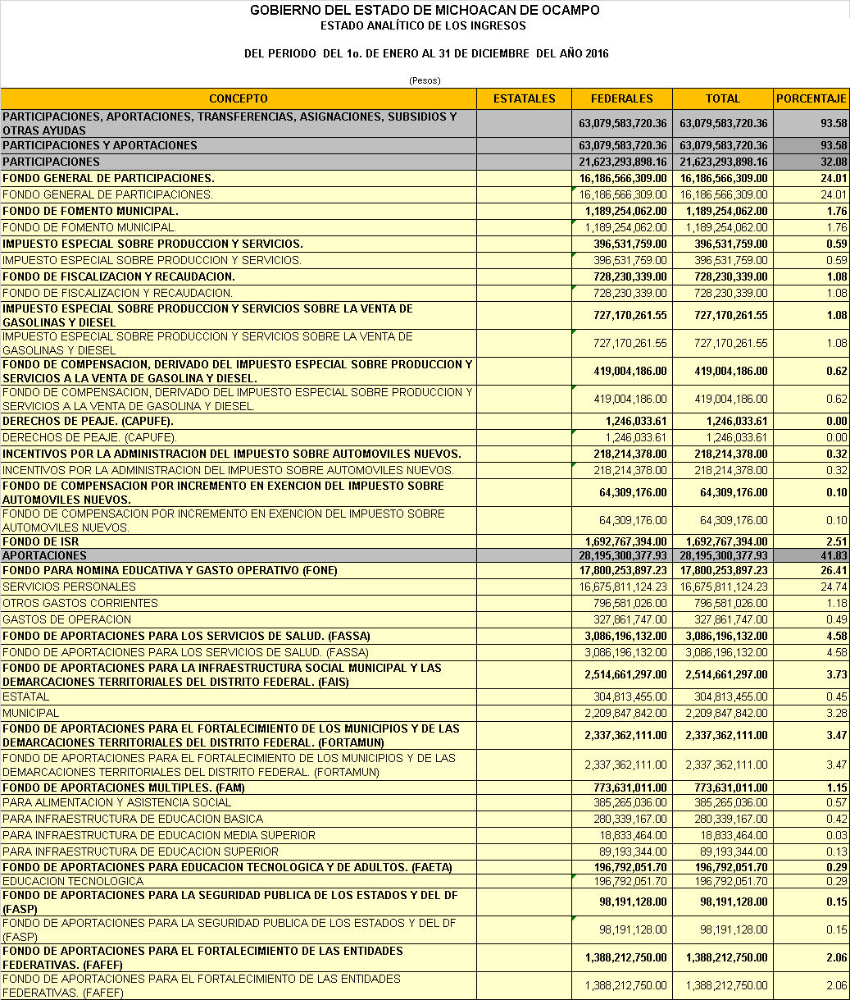 GOBIERNO DEL ESTADO DE MICHOACAN DE OCAMPO
ESTADO ANALÍTICO DE LOS INGRESOS
DEL PERIODO DEL 1o. DE ENERO AL 31 DE DICIEMBRE DEL AÑO 2016
(Pesos)
CONCEPTO ESTATALES FEDERALES TOTAL PORCENTAJE
PARTICIPACIONES, APORTACIONES, TRANSFERENCIAS, ASIGNACIONES, SUBSIDIOS Y
OTRAS AYUDAS 63,079,583,720.36 63,079,583,720.36 93.58
PARTICIPACIONES Y APORTACIONES 63,079,583,720.36 63,079,583,720.36 93.58
PARTICIPACIONES 21,623,293,898.16 21,623,293,898.16 32.08
FONDO GENERAL DE PARTICIPACIONES. 16,186,566,309.00 16,186,566,309.00 24.01
FONDO GENERAL DE PARTICIPACIONES. 16,186,566,309.00 16,186,566,309.00 24.01
FONDO DE FOMENTO MUNICIPAL. 1,189,254,062.00 1,189,254,062.00 1.76
FONDO DE FOMENTO MUNICIPAL. 1,189,254,062.00 1,189,254,062.00 1.76
IMPUESTO ESPECIAL SOBRE PRODUCCION Y SERVICIOS. 396,531,759.00 396,531,759.00 0.59
IMPUESTO ESPECIAL SOBRE PRODUCCION Y SERVICIOS. 396,531,759.00 396,531,759.00 0.59
FONDO DE FISCALIZACION Y RECAUDACION. 728,230,339.00 728,230,339.00 1.08
FONDO DE FISCALIZACION Y RECAUDACION. 728,230,339.00 728,230,339.00 1.08
IMPUESTO ESPECIAL SOBRE PRODUCCION Y SERVICIOS SOBRE LA VENTA DE
GASOLINAS Y DIESEL 727,170,261.55 727,170,261.55 1.08
IMPUESTO ESPECIAL SOBRE PRODUCCION Y SERVICIOS SOBRE LA VENTA DE
GASOLINAS Y DIESEL 727,170,261.55 727,170,261.55 1.08
FONDO DE COMPENSACION, DERIVADO DEL IMPUESTO ESPECIAL SOBRE PRODUCCION Y
SERVICIOS A LA VENTA DE GASOLINA Y DIESEL. 419,004,186.00 419,004,186.00 0.62
FONDO DE COMPENSACION, DERIVADO DEL IMPUESTO ESPECIAL SOBRE PRODUCCION Y
SERVICIOS A LA VENTA DE GASOLINA Y DIESEL. 419,004,186.00 419,004,186.00 0.62
DERECHOS DE PEAJE. (CAPUFE). 1,246,033.61 1,246,033.61 0.00
DERECHOS DE PEAJE. (CAPUFE). 1,246,033.61 1,246,033.61 0.00
INCENTIVOS POR LA ADMINISTRACION DEL IMPUESTO SOBRE AUTOMOVILES NUEVOS. 218,214,378.00 218,214,378.00 0.32
INCENTIVOS POR LA ADMINISTRACION DEL IMPUESTO SOBRE AUTOMOVILES NUEVOS. 218,214,378.00 218,214,378.00 0.32
FONDO DE COMPENSACION POR INCREMENTO EN EXENCION DEL IMPUESTO SOBRE
AUTOMOVILES NUEVOS. 64,309,176.00 64,309,176.00 0.10
FONDO DE COMPENSACION POR INCREMENTO EN EXENCION DEL IMPUESTO SOBRE
AUTOMOVILES NUEVOS. 64,309,176.00 64,309,176.00 0.10
FONDO DE ISR 1,692,767,394.00 1,692,767,394.00 2.51
APORTACIONES 28,195,300,377.93 28,195,300,377.93 41.83
FONDO PARA NOMINA EDUCATIVA Y GASTO OPERATIVO (FONE) 17,800,253,897.23 17,800,253,897.23 26.41
SERVICIOS PERSONALES 16,675,811,124.23 16,675,811,124.23 24.74
OTROS GASTOS CORRIENTES 796,581,026.00 796,581,026.00 1.18
GASTOS DE OPERACION 327,861,747.00 327,861,747.00 0.49
FONDO DE APORTACIONES PARA LOS SERVICIOS DE SALUD. (FASSA) 3,086,196,132.00 3,086,196,132.00 4.58
FONDO DE APORTACIONES PARA LOS SERVICIOS DE SALUD. (FASSA) 3,086,196,132.00 3,086,196,132.00 4.58
FONDO DE APORTACIONES PARA LA INFRAESTRUCTURA SOCIAL MUNICIPAL Y LAS
DEMARCACIONES TERRITORIALES DEL DISTRITO FEDERAL. (FAIS) 2,514,661,297.00 2,514,661,297.00 3.73
ESTATAL 304,813,455.00 304,813,455.00 0.45
MUNICIPAL 2,209,847,842.00 2,209,847,842.00 3.28
FONDO DE APORTACIONES PARA EL FORTALECIMIENTO DE LOS MUNICIPIOS Y DE LAS
DEMARCACIONES TERRITORIALES DEL DISTRITO FEDERAL. (FORTAMUN) 2,337,362,111.00 2,337,362,111.00 3.47
FONDO DE APORTACIONES PARA EL FORTALECIMIENTO DE LOS MUNICIPIOS Y DE LAS
DEMARCACIONES TERRITORIALES DEL DISTRITO FEDERAL. (FORTAMUN) 2,337,362,111.00 2,337,362,111.00 3.47
FONDO DE APORTACIONES MULTIPLES. (FAM) 773,631,011.00 773,631,011.00 1.15
PARA ALIMENTACION Y ASISTENCIA SOCIAL 385,265,036.00 385,265,036.00 0.57
PARA INFRAESTRUCTURA DE EDUCACION BASICA 280,339,167.00 280,339,167.00 0.42
PARA INFRAESTRUCTURA DE EDUCACION MEDIA SUPERIOR 18,833,464.00 18,833,464.00 0.03
PARA INFRAESTRUCTURA DE EDUCACION SUPERIOR 89,193,344.00 89,193,344.00 0.13
FONDO DE APORTACIONES PARA EDUCACION TECNOLOGICA Y DE ADULTOS. (FAETA) 196,792,051.70 196,792,051.70 0.29
EDUCACION TECNOLOGICA 196,792,051.70 196,792,051.70 0.29
FONDO DE APORTACIONES PARA LA SEGURIDAD PUBLICA DE LOS ESTADOS Y DEL DF
(FASP) 98,191,128.00 98,191,128.00 0.15
FONDO DE APORTACIONES PARA LA SEGURIDAD PUBLICA DE LOS ESTADOS Y DEL DF
(FASP) 98,191,128.00 98,191,128.00 0.15
FONDO DE APORTACIONES PARA EL FORTALECIMIENTO DE LAS ENTIDADES
FEDERATIVAS. (FAFEF) 1,388,212,750.00 1,388,212,750.00 2.06
FONDO DE APORTACIONES PARA EL FORTALECIMIENTO DE LAS ENTIDADES
FEDERATIVAS. (FAFEF) 1,388,212,750.00 1,388,212,750.00 2.06